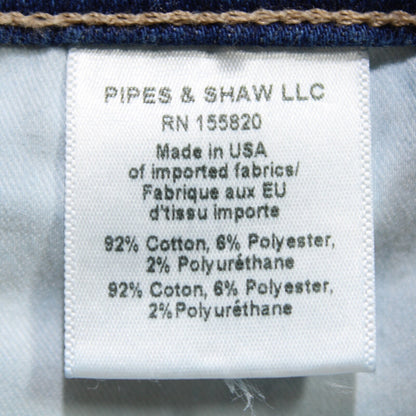 PIPES & SHAW LLC
RN 155820
Made in USA
of imported fabrics/
Fabrique aux EU
d'tissu importe
92% Cotton, 6% Polyester,
2% Polyuréthane
92% Coton, 6% Polyester,
2% Polyuréthane